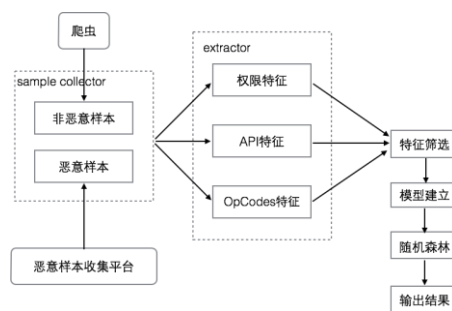 爬虫
sample collector
非恶意样本
恶意样本
恶意样本收集平台
extractor
权限特征
API特征
OpCodes特征
特征筛选
模型建立
随机森林
输出结果